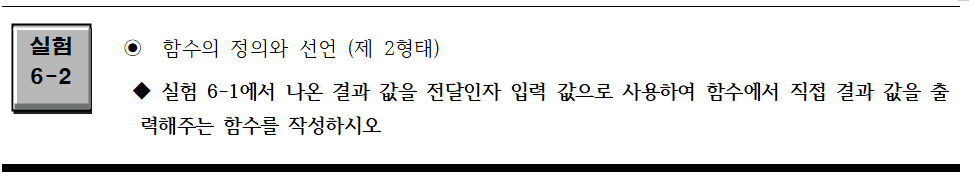 실험
6-2
◉ 함수의 정의와 선언 (제 2형태)
◆ 실험 6-1에서 나온 결과 값을 전달인자 입력 값으로 사용하여 함수에서 직접 결과 값을 출
력해주는 함수를 작성하시오